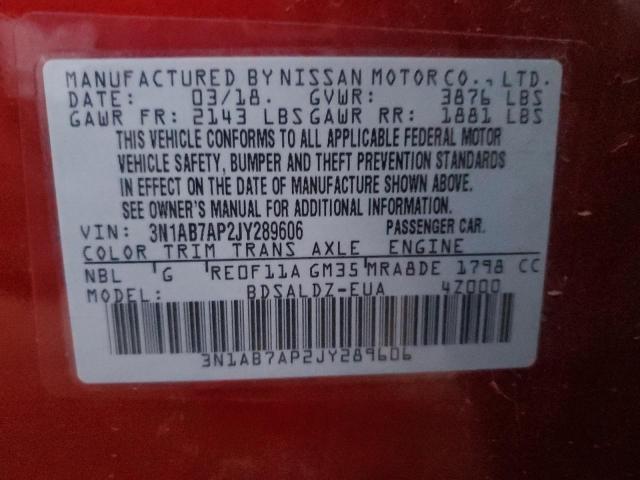 MANUFACTURED BY NISSAN MOTOR CO., LTD.
DATE: 03/18. GVWR: 3876 LBS
GAWR FR: 2143 LBS GAWR RR: 1881 LBS
THIS VEHICLE CONFORMS TO ALL APPLICABLE FEDERAL MOTOR
VEHICLE SAFETY, BUMPER AND THEFT PREVENTION STANDARDS
IN EFFECT ON THE DATE OF MANUFACTURE SHOWN ABOVE.
SEE OWNER'S MANUAL FOR ADDITIONAL INFORMATION.
VIN: 3N1AB7AP2JY289606 PASSENGER CAR.
COLOR TRIM TRANS AXLE ENGINE
NBL G RE0F11A GM35 MRA8DE 1798 CC
MODEL: BDSALDZ-EUA 4Z000
3N1AB7AP2JY289606